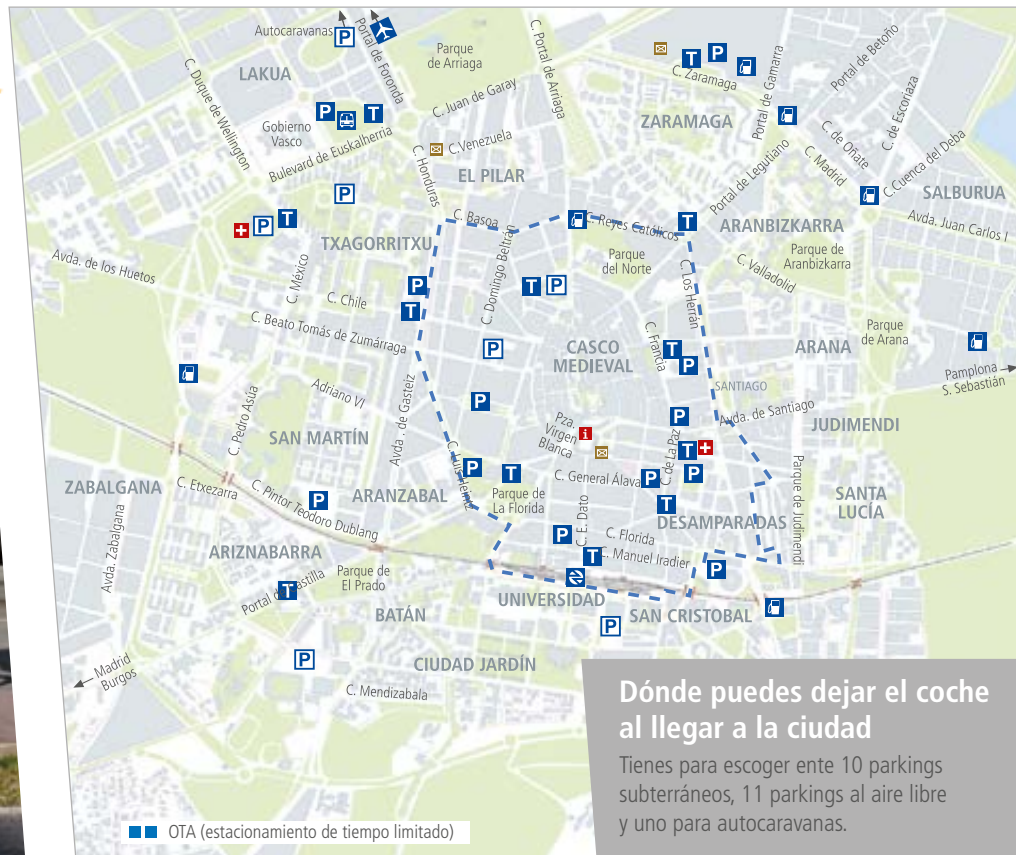 Autocaravanas
P
Portal de Foronda
Parque
de Arriaga
C. Portal de Arriaga
T
P
C. Zaramaga
Portal de Gamarra
Portal de Betoño
LAKUA
C. Duque de Wellington
P
T
Gobierno
Vasco
Bulevard de Euskalherria
C. Juan de Garay
C.Venezuela
C. Honduras
EL PILAR
ZARAMAGA
C. de Escoriaza
C. de Oñate
C. Madrid
C.Cuenca del Deba
Portal de Legutiano
SALBURUA
Avda. Juan Carlos I
P
P
T
TXAGORRITXU
C. Basoa
C. Reyes Católicos
T
ARANBIZKARRA
Avda. de los Huetos
C. México
C. Domingo Beltrán
Parque
del Norte
C. Los Herrán
C. Valladolid
Parque de
Aranbizkarra
C. Chile
P
T
T
P
C. Beato Tomás de Zumárraga
P
CASCO
MEDIEVAL
C. Francia
T
P
ARANA
Parque
de Arana
Pamplona
S. Sebastián
SANTIAGO
Adriano VI
Avda . de Gasteiz
C. Pedro Asúa
P
P
Avda. de Santiago
JUDIMENDI
SAN MARTÍN
Pza.
Virgen
Blanca
i
C. de La Paz
T
P
ZABALGANA
C. Etxezarra
C. Pintor Teodoro Dublang
P
ARANZABAL
C. Luis Heintz
P
T
Parque de
La Florida
C. General Álava
P
T
Parque de Judimendi
SANTA
LUCÍA
DESAMPARADAS
Avda. Zabalgana
ARIZNABARRA
C. E. Dato
P
C. Florida
T
C. Manuel Iradier
P
Parque de
El Prado
Portal de Castilla
T
BATÁN
UNIVERSIDAD
SAN CRISTOBAL
P
Madrid
Burgos
P
CIUDAD JARDÍN
C. Mendizabala
Dónde puedes dejar el coche
al llegar a la ciudad
Tienes para escoger ente 10 parkings
subterráneos, 11 parkings al aire libre
y uno para autocaravanas.
OTA (estacionamiento de tiempo limitado)